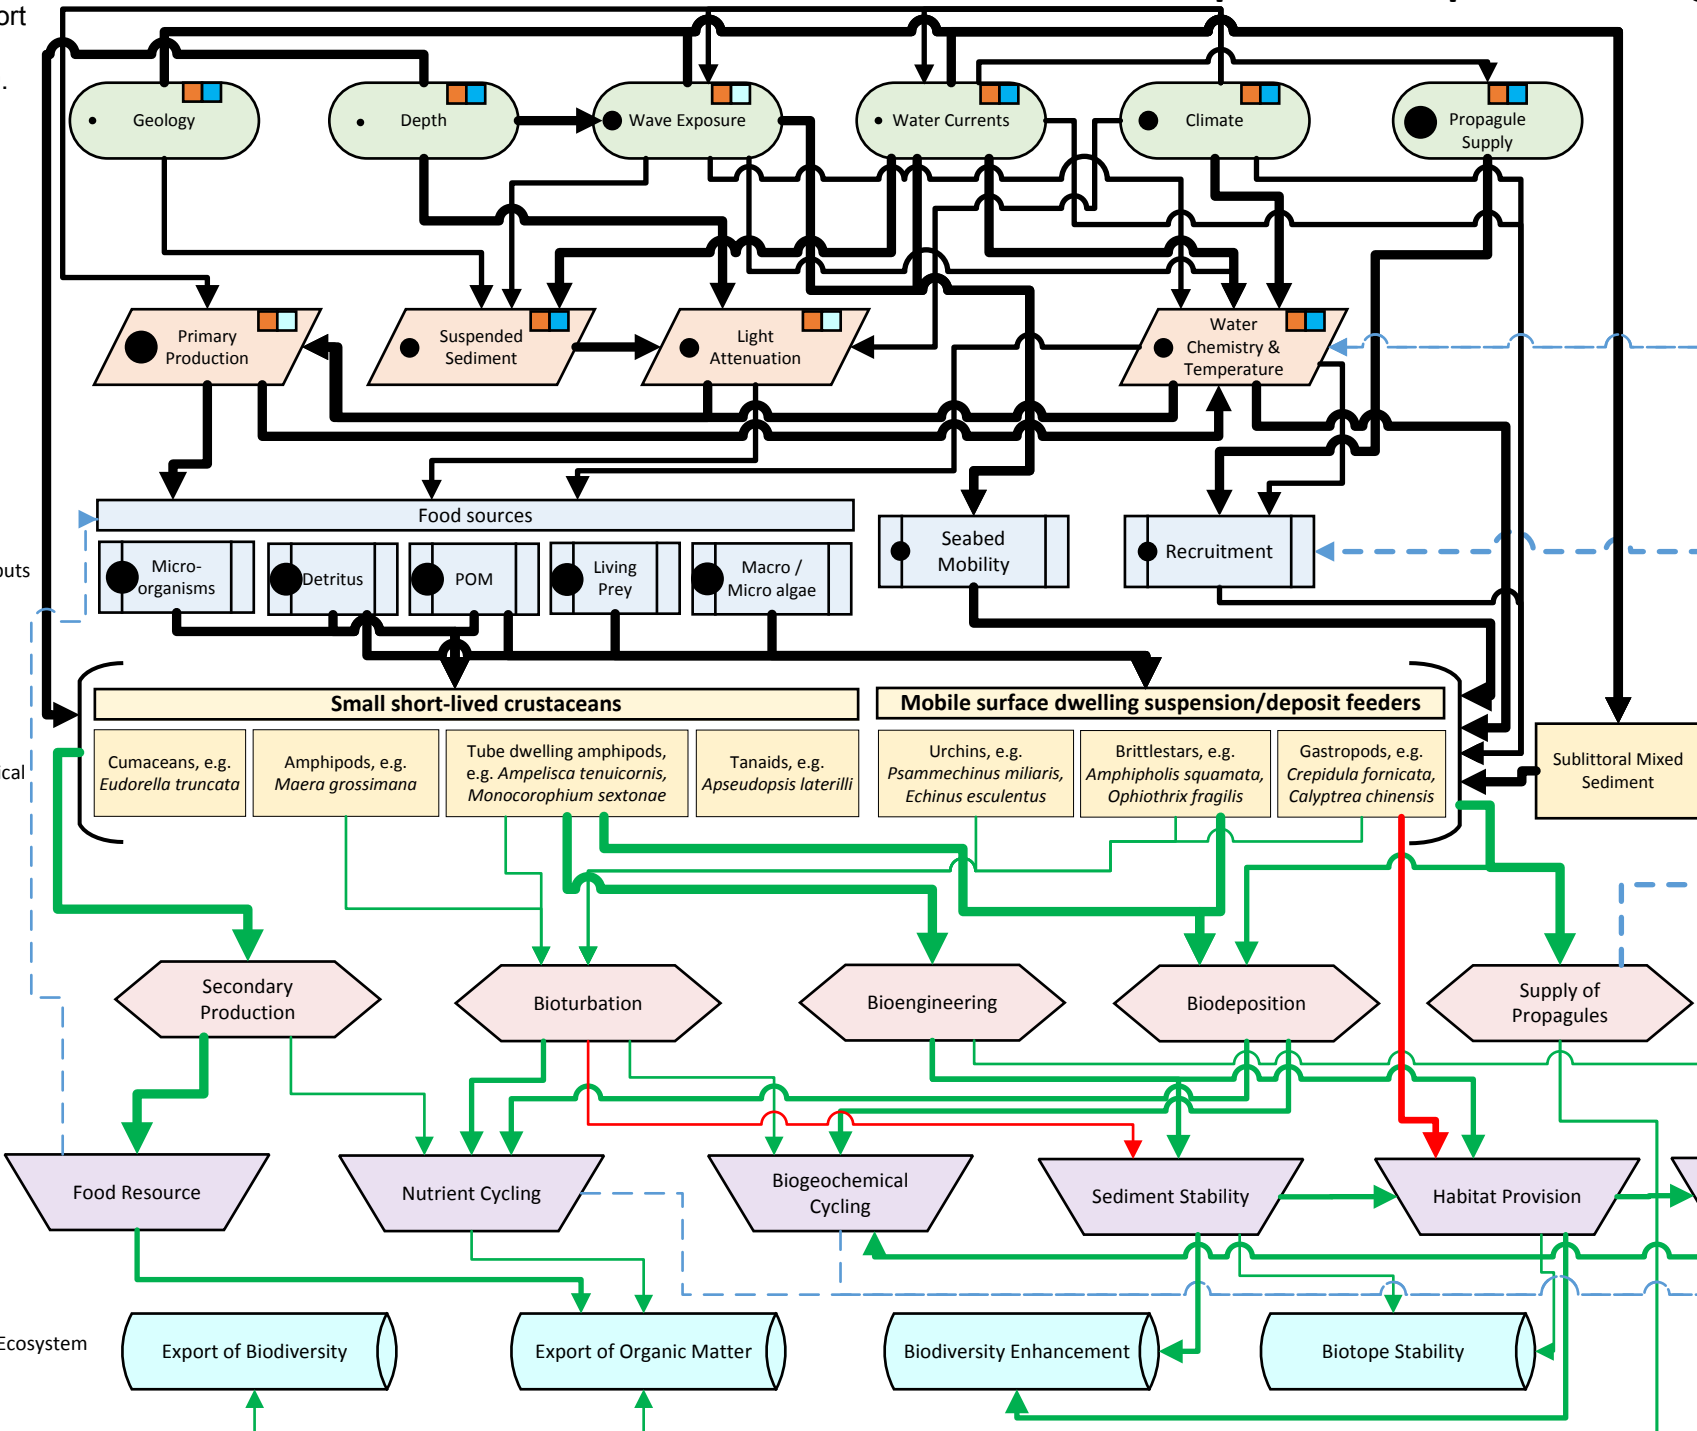 ort
.
Geology
Depth
Wave Exposure
Water Currents
Climate
Propagule
Supply
Primary
Production
Suspended
Sediment
Light
Attenuation
Water
Chemistry &
Temperature
Food sources
Micro-
organisms
Detritus
POM
Living
Prey
Macro /
Micro algae
Seabed
Mobility
Recruitment
puts
Small short-lived crustaceans
Mobile surface dwelling suspension/deposit feeders
Cumaceans, e.g.
Eudorella truncata
Amphipods, e.g.
Maera grossimana
Tube dwelling amphipods,
e.g. Ampelisca tenuicornis,
Monocorophium sextonae
Tanaids, e.g.
Apseudopsis laterilli
Urchins, e.g.
Psammechinus miliaris,
Echinus esculentus
Brittlestars, e.g.
Amphipholis squamata,
Ophiothrix fragilis
Gastropods, e.g.
Crepidula fornicata,
Calyptrea chinensis
Sublittoral Mixed
Sediment
ical
Secondary
Production
Bioturbation
Bioengineering
Biodeposition
Supply of
Propagules
Food Resource
Nutrient Cycling
Biogeochemical
Cycling
Sediment Stability
Habitat Provision
Ecosystem
Export of Biodiversity
Export of Organic Matter
Biodiversity Enhancement
Biotope Stability